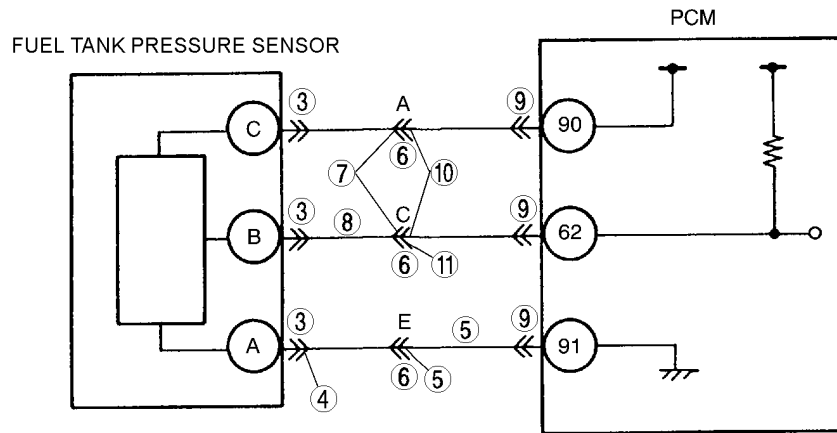 PCM
FUEL TANK PRESSURE SENSOR
C ③ A ⑨ 90
⑥
⑦ ⑩
B ③ ⑧ C ⑨ 62
⑥ ⑪
A ③ E ⑤ ⑨ 91
⑥ ⑤
④